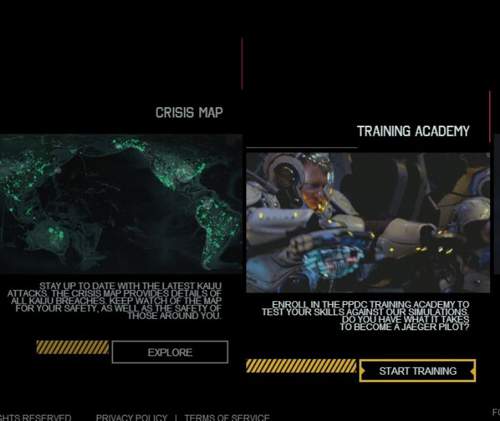 CRISIS MAP
STAY UP TO DATE WITH THE LATEST KAIJU
ATTACKS. THE CRISIS MAP PROVIDES DETAILS OF
ALL KAIJU BREACHES. KEEP WATCH OF THE MAP
FOR YOUR SAFETY, AS WELL AS THE SAFETY OF
THOSE AROUND YOU.
EXPLORE
TRAINING ACADEMY
ENROLL IN THE PPDC TRAINING ACADEMY TO
TEST YOUR SKILLS AGAINST OUR SIMULATIONS.
DO YOU HAVE WHAT IT TAKES
TO BECOME A JAEGER PILOT?
START TRAINING
GHTS RESERVED PRIVACY POLICY | TERMS OF SERVICE